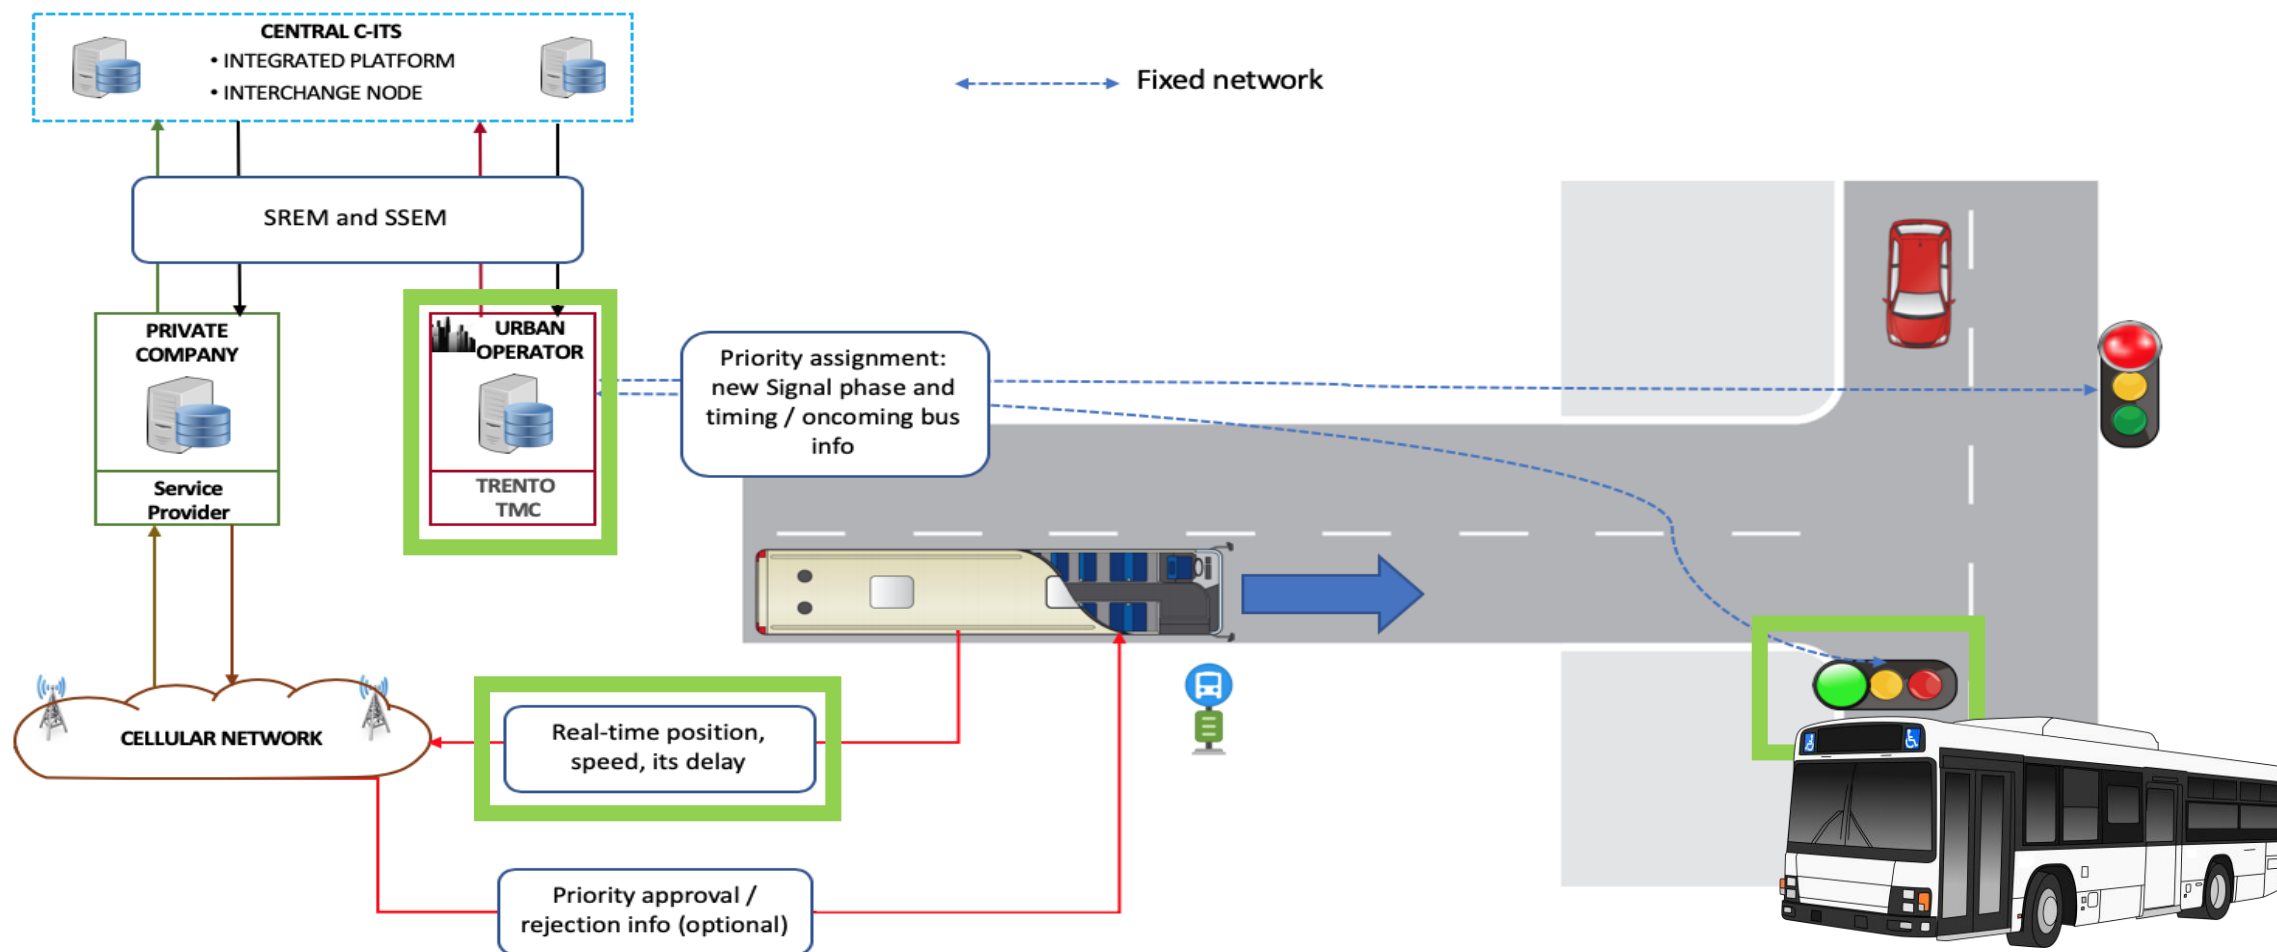 CENTRAL C-ITS
• INTEGRATED PLATFORM
• INTERCHANGE NODE
Fixed network
SREM and SSEM
PRIVATE
COMPANY
Service
Provider
URBAN
OPERATOR
TRENTO
TMC
Priority assignment:
new Signal phase and
timing / oncoming bus
info
CELLULAR NETWORK
Real-time position,
speed, its delay
Priority approval /
rejection info (optional)